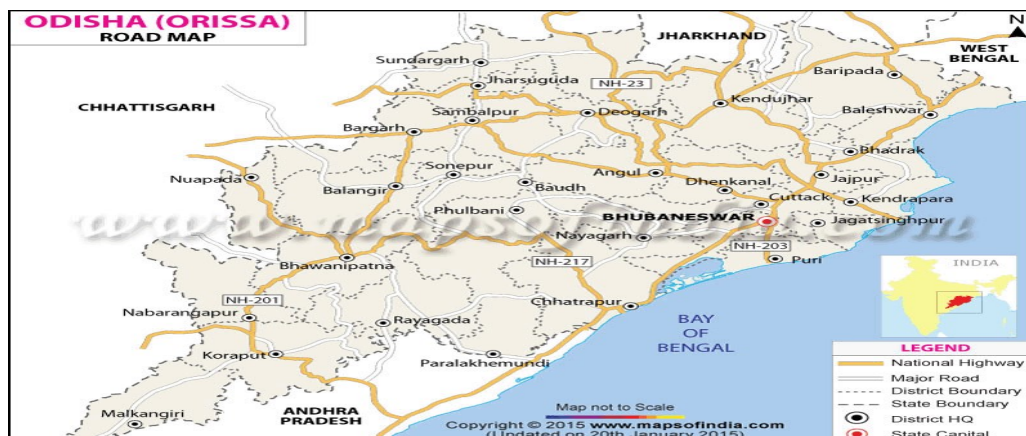 ODISHA (ORISSA)
ROAD MAP
N
JHARKHAND
WEST
BENGAL
Sundargarh
Jharsuguda
NH-23
Baripada
CHHATTISGARH
Kendujhar
Sambalpur
Deogarh
Baleshwar
Bargarh
Bhadrak
Sonepur
Angul
Nuapada
Balangir
Baudh
Dhenkanal
Jajpur
Cuttack
Kendrapara
Phulbani
BHUBANESWAR
Jagatsinghpur
www.mapsofindia.com
Nayagarh
NH-203
Bhawanipatna
NH-217
Puri
INDIA
NH-201
Chhatrapur
Nabarangapur
Rayagada
BAY
OF
BENGAL
Koraput
Paralakhemundi
LEGEND
National Highway
Major Road
District Boundary
State Boundary
District HQ
State Capital
Malkangiri
ANDHRA
PRADESH
Map not to Scale
Copyright © 2015 www.mapsofindia.com
(Updated on 20th January 2015)